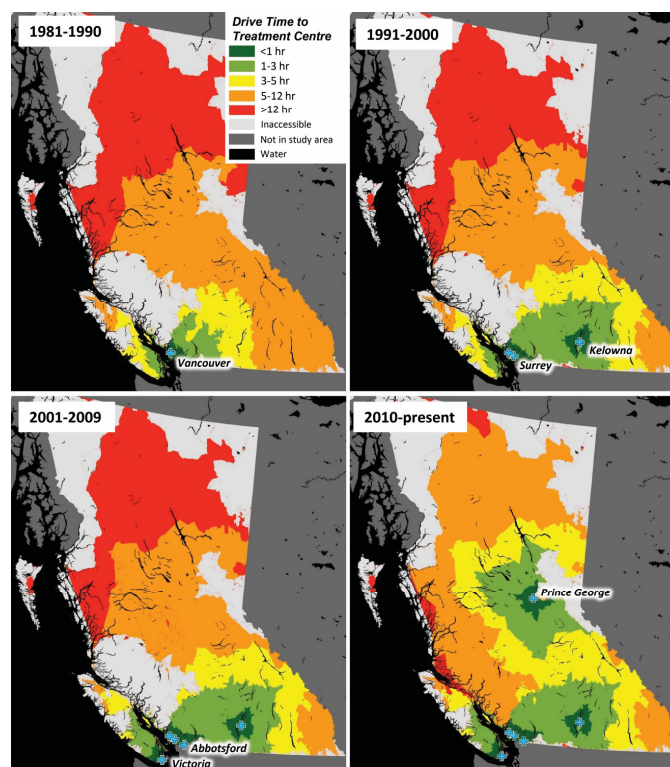 1981-1990
Drive Time to
Treatment Centre
<1 hr
1-3 hr
3-5 hr
5-12 hr
>12 hr
Inaccessible
Not in study area
Water
Vancouver
1991-2000
Kelowna
Surrey
2001-2009
Abbotsford
Victoria
2010-present
Prince George